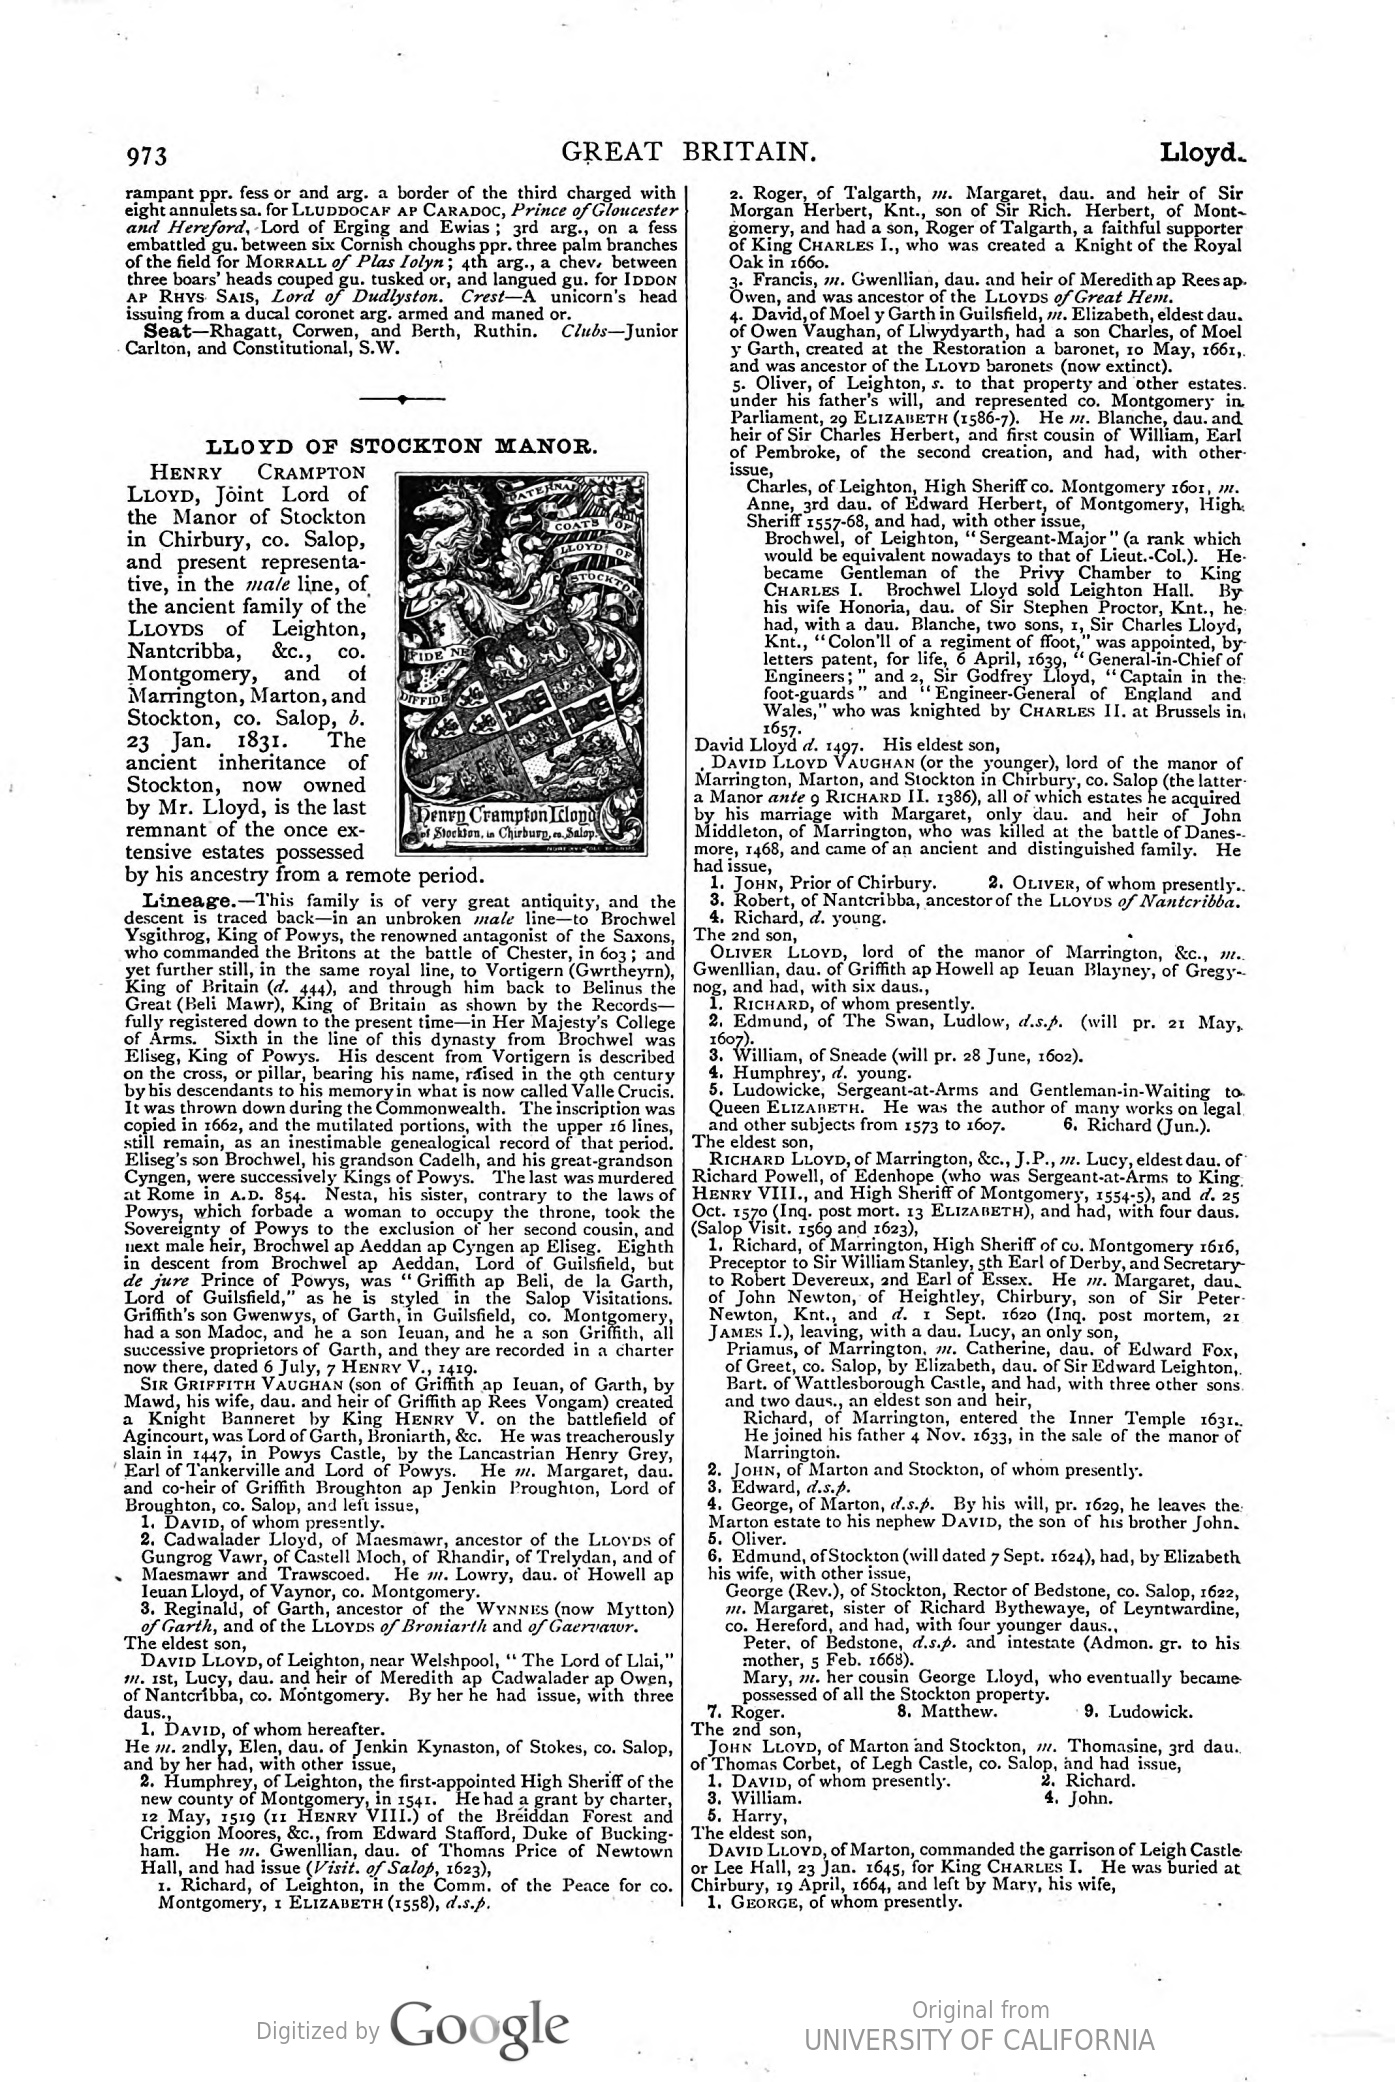 973
GREAT BRITAIN.
Lloyd.
rampant ppr. fess or and arg. a border of the third charged with
eight annulets sa. for LLUDDOCAF AP CARADOC, Prince of Gloucester
and Hereford, Lord of Erging and Ewias; 3rd arg., on a fess
embattled gu. between six Cornish choughs ppr. three palm branches
of the field for MORRALL of Plas Iolyn; 4th arg., a chev. between
three boars' heads couped gu. tusked or, and langued gu. for IDDON
AP RHYS SAIS, Lord of Dudlyston. Crest—A unicorn's head
issuing from a ducal coronet arg. armed and maned or.
Seat—Rhagatt, Corwen, and Berth, Ruthin. Clubs—Junior
Carlton, and Constitutional, S.W.
LLOYD OF STOCKTON MANOR.
HENRY CRAMPTON
LLOYD, Joint Lord of
the Manor of Stockton
in Chirbury, co. Salop,
and present representa-
tive, in the male line, of
the ancient family of the
LLOYDS of Leighton,
Nantcribba, &c., co.
Montgomery, and of
Marrington, Marton, and
Stockton, co. Salop, b.
23 Jan. 1831. The
ancient inheritance of
Stockton, now owned
by Mr. Lloyd, is the last
remnant of the once ex-
tensive estates possessed
by his ancestry from a remote period.
PATERNAL
COATS OF
LLOYD OF
STOCKTON
FIDE NE
DIFFIDE
Henry Crampton Lloyd
of Stockton, in Chirbury, co. Salop.
Lineage.—This family is of very great antiquity, and the
descent is traced back—in an unbroken male line—to Brochwel
Ysgithrog, King of Powys, the renowned antagonist of the Saxons,
who commanded the Britons at the battle of Chester, in 603; and
yet further still, in the same royal line, to Vortigern (Gwrtheyrn),
King of Britain (d. 444), and through him back to Belinus the
Great (Beli Mawr), King of Britain as shown by the Records—
fully registered down to the present time—in Her Majesty's College
of Arms. Sixth in the line of this dynasty from Brochwel was
Eliseg, King of Powys. His descent from Vortigern is described
on the cross, or pillar, bearing his name, raised in the 9th century
by his descendants to his memory in what is now called Valle Crucis.
It was thrown down during the Commonwealth. The inscription was
copied in 1662, and the mutilated portions, with the upper 16 lines,
still remain, as an inestimable genealogical record of that period.
Eliseg's son Brochwel, his grandson Cadelh, and his great-grandson
Cyngen, were successively Kings of Powys. The last was murdered
at Rome in A.D. 854. Nesta, his sister, contrary to the laws of
Powys, which forbade a woman to occupy the throne, took the
Sovereignty of Powys to the exclusion of her second cousin, and
next male heir, Brochwel ap Aeddan ap Cyngen ap Eliseg. Eighth
in descent from Brochwel ap Aeddan, Lord of Guilsfield, but
de jure Prince of Powys, was "Griffith ap Beli, de la Garth,
Lord of Guilsfield," as he is styled in the Salop Visitations.
Griffith's son Gwenwys, of Garth, in Guilsfield, co. Montgomery,
had a son Madoc, and he a son Ieuan, and he a son Griffith, all
successive proprietors of Garth, and they are recorded in a charter
now there, dated 6 July, 7 HENRY V., 1419.
SIR GRIFFITH VAUGHAN (son of Griffith ap Ieuan, of Garth, by
Mawd, his wife, dau. and heir of Griffith ap Rees Vongam) created
a Knight Banneret by King HENRY V. on the battlefield of
Agincourt, was Lord of Garth, Broniarth, &c. He was treacherously
slain in 1447, in Powys Castle, by the Lancastrian Henry Grey,
Earl of Tankerville and Lord of Powys. He m. Margaret, dau.
and co-heir of Griffith Broughton ap Jenkin Broughton, Lord of
Broughton, co. Salop, and left issue,
1. DAVID, of whom presently.
2. Cadwalader Lloyd, of Maesmawr, ancestor of the LLOYDS of
Gungrog Vawr, of Castell Moch, of Rhandir, of Trelydan, and of
Maesmawr and Trawscoed. He m. Lowry, dau. of Howell ap
Ieuan Lloyd, of Vaynor, co. Montgomery.
3. Reginald, of Garth, ancestor of the WYNNES (now Mytton)
of Garth, and of the LLOYDS of Broniarth and of Gaervawr.
The eldest son,
DAVID LLOYD, of Leighton, near Welshpool, "The Lord of Llai,"
m. 1st, Lucy, dau. and heir of Meredith ap Cadwalader ap Owen,
of Nantcribba, co. Montgomery. By her he had issue, with three
daus.,
1. DAVID, of whom hereafter.
He m. 2ndly, Elen, dau. of Jenkin Kynaston, of Stokes, co. Salop,
and by her had, with other issue,
2. Humphrey, of Leighton, the first-appointed High Sheriff of the
new county of Montgomery, in 1541. He had a grant by charter,
12 May, 1519 (11 HENRY VIII.) of the Breiddan Forest and
Criggion Moores, &c., from Edward Stafford, Duke of Bucking-
ham. He m. Gwenllian, dau. of Thomas Price of Newtown
Hall, and had issue (Visit. of Salop, 1623),
1. Richard, of Leighton, in the Comm. of the Peace for co.
Montgomery, 1 ELIZABETH (1558), d.s.p.
2. Roger, of Talgarth, m. Margaret, dau. and heir of Sir
Morgan Herbert, Knt., son of Sir Rich. Herbert, of Mont-
gomery, and had a son, Roger of Talgarth, a faithful supporter
of King CHARLES I., who was created a Knight of the Royal
Oak in 1660.
3. Francis, m. Gwenllian, dau. and heir of Meredith ap Rees ap
Owen, and was ancestor of the LLOYDS of Great Hem.
4. David, of Moel y Garth in Guilsfield, m. Elizabeth, eldest dau.
of Owen Vaughan, of Llwydyarth, had a son Charles, of Moel
y Garth, created at the Restoration a baronet, 10 May, 1661,
and was ancestor of the LLOYD baronets (now extinct).
5. Oliver, of Leighton, s. to that property and other estates
under his father's will, and represented co. Montgomery in
Parliament, 29 ELIZABETH (1586-7). He m. Blanche, dau. and
heir of Sir Charles Herbert, and first cousin of William, Earl
of Pembroke, of the second creation, and had, with other
issue,
Charles, of Leighton, High Sheriff co. Montgomery 1601, m.
Anne, 3rd dau. of Edward Herbert, of Montgomery, High
Sheriff 1557-68, and had, with other issue,
Brochwel, of Leighton, "Sergeant-Major" (a rank which
would be equivalent nowadays to that of Lieut.-Col.). He
became Gentleman of the Privy Chamber to King
CHARLES I. Brochwel Lloyd sold Leighton Hall. By
his wife Honoria, dau. of Sir Stephen Proctor, Knt., he
had, with a dau. Blanche, two sons, 1, Sir Charles Lloyd,
Knt., "Colon'll of a regiment of ffoot," was appointed, by
letters patent, for life, 6 April, 1639, "General-in-Chief of
Engineers;" and 2, Sir Godfrey Lloyd, "Captain in the
foot-guards" and "Engineer-General of England and
Wales," who was knighted by CHARLES II. at Brussels in
1657.
David Lloyd d. 1497. His eldest son,
DAVID LLOYD VAUGHAN (or the younger), lord of the manor of
Marrington, Marton, and Stockton in Chirbury, co. Salop (the latter
a Manor ante 9 RICHARD II. 1386), all of which estates he acquired
by his marriage with Margaret, only dau. and heir of John
Middleton, of Marrington, who was killed at the battle of Danes-
more, 1468, and came of an ancient and distinguished family. He
had issue,
1. JOHN, Prior of Chirbury. 2. OLIVER, of whom presently.
3. Robert, of Nantcribba, ancestor of the LLOYDS of Nantcribba.
4. Richard, d. young.
The 2nd son,
OLIVER LLOYD, lord of the manor of Marrington, &c., m.
Gwenllian, dau. of Griffith ap Howell ap Ieuan Blayney, of Gregy-
nog, and had, with six daus.,
1. RICHARD, of whom presently.
2. Edmund, of The Swan, Ludlow, d.s.p. (will pr. 21 May,
1607).
3. William, of Sneade (will pr. 28 June, 1602).
4. Humphrey, d. young.
5. Ludowicke, Sergeant-at-Arms and Gentleman-in-Waiting to
Queen ELIZABETH. He was the author of many works on legal
and other subjects from 1573 to 1607. 6. Richard (Jun.).
The eldest son,
RICHARD LLOYD, of Marrington, &c., J.P., m. Lucy, eldest dau. of
Richard Powell, of Edenhope (who was Sergeant-at-Arms to King
HENRY VIII., and High Sheriff of Montgomery, 1554-5), and d. 25
Oct. 1570 (Inq. post mort. 13 ELIZABETH), and had, with four daus.
(Salop Visit. 1569 and 1623),
1. Richard, of Marrington, High Sheriff of co. Montgomery 1616,
Preceptor to Sir William Stanley, 5th Earl of Derby, and Secretary
to Robert Devereux, 2nd Earl of Essex. He m. Margaret, dau.
of John Newton, of Heightley, Chirbury, son of Sir Peter
Newton, Knt., and d. 1 Sept. 1620 (Inq. post mortem, 21
JAMES I.), leaving, with a dau. Lucy, an only son,
Priamus, of Marrington, m. Catherine, dau. of Edward Fox,
of Greet, co. Salop, by Elizabeth, dau. of Sir Edward Leighton,
Bart. of Wattlesborough Castle, and had, with three other sons
and two daus., an eldest son and heir,
Richard, of Marrington, entered the Inner Temple 1631.
He joined his father 4 Nov. 1633, in the sale of the manor of
Marrington.
2. JOHN, of Marton and Stockton, of whom presently.
3. Edward, d.s.p.
4. George, of Marton, d.s.p. By his will, pr. 1629, he leaves the
Marton estate to his nephew DAVID, the son of his brother John.
5. Oliver.
6. Edmund, of Stockton (will dated 7 Sept. 1624), had, by Elizabeth
his wife, with other issue,
George (Rev.), of Stockton, Rector of Bedstone, co. Salop, 1622,
m. Margaret, sister of Richard Bythewaye, of Leyntwardine,
co. Hereford, and had, with four younger daus.,
Peter, of Bedstone, d.s.p. and intestate (Admon. gr. to his
mother, 5 Feb. 1668).
Mary, m. her cousin George Lloyd, who eventually became
possessed of all the Stockton property.
7. Roger. 8. Matthew. 9. Ludowick.
The 2nd son,
JOHN LLOYD, of Marton and Stockton, m. Thomasine, 3rd dau.
of Thomas Corbet, of Legh Castle, co. Salop, and had issue,
1. DAVID, of whom presently. 2. Richard.
3. William. 4. John.
5. Harry,
The eldest son,
DAVID LLOYD, of Marton, commanded the garrison of Leigh Castle
or Lee Hall, 23 Jan. 1645, for King CHARLES I. He was buried at
Chirbury, 19 April, 1664, and left by Mary, his wife,
1. GEORGE, of whom presently.
Digitized by Google
Original from
UNIVERSITY OF CALIFORNIA